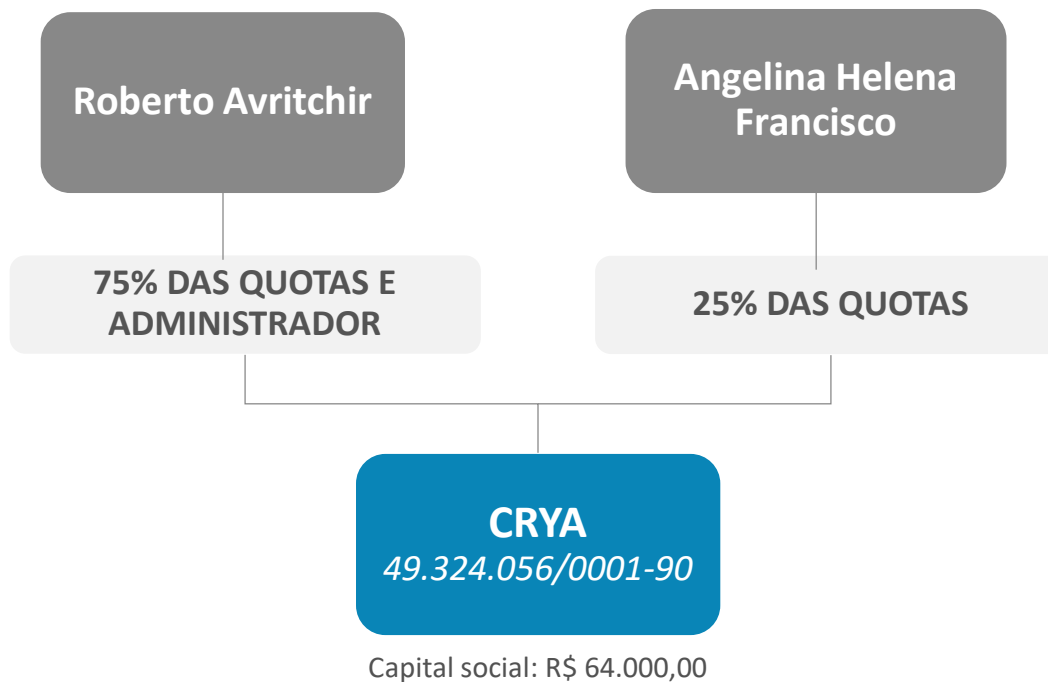 Roberto Avritchir
Angelina Helena
Francisco
75% DAS QUOTAS E
ADMINISTRADOR
25% DAS QUOTAS
CRYA
49.324.056/0001-90
Capital social: R$ 64.000,00